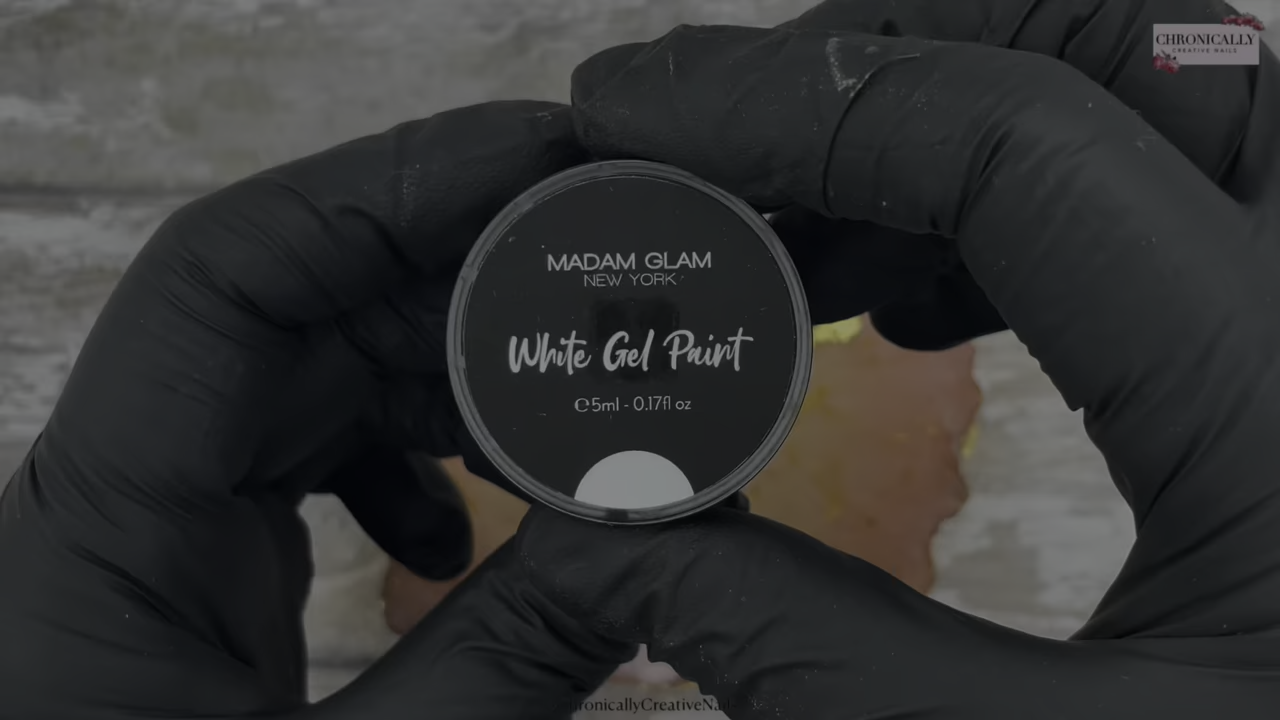 CHRONICALLY
CREATIVE NAILS
MADAM GLAM
NEW YORK
White Gel Paint
℮5ml - 0.17fl oz